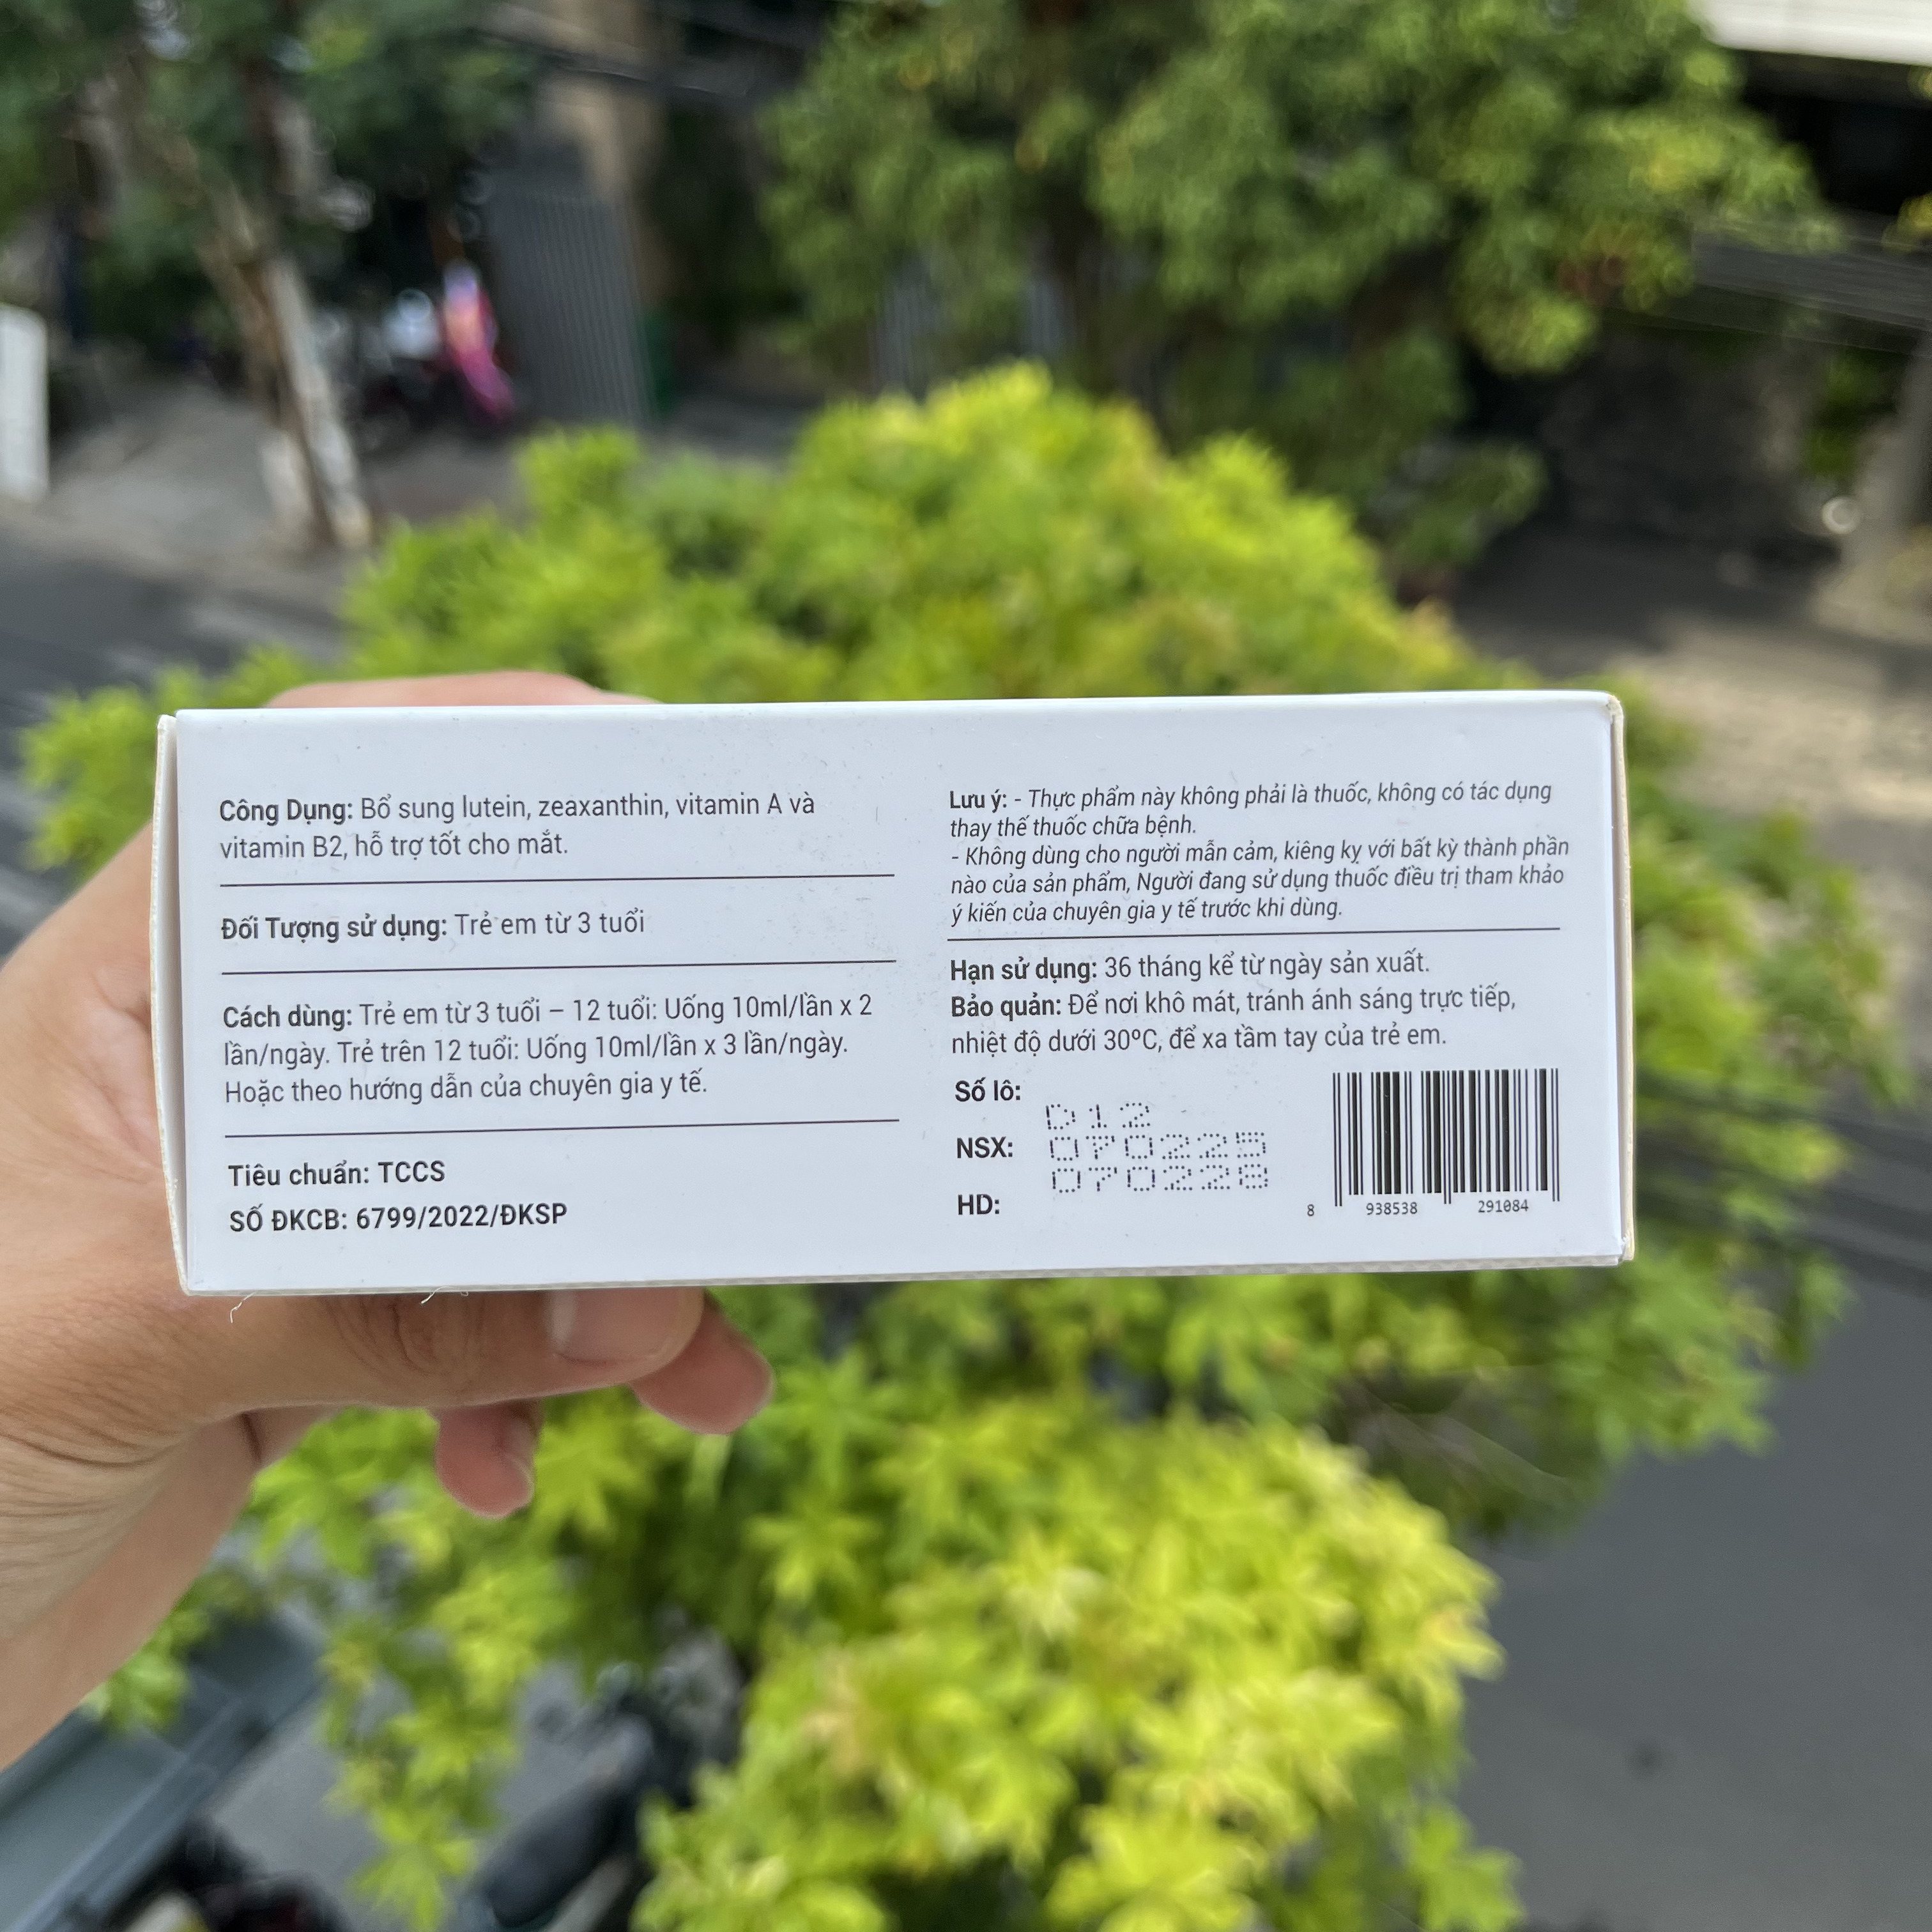 Công Dụng: Bổ sung lutein, zeaxanthin, vitamin A và
vitamin B2, hỗ trợ tốt cho mắt.
Đối Tượng sử dụng: Trẻ em từ 3 tuổi
Cách dùng: Trẻ em từ 3 tuổi – 12 tuổi: Uống 10ml/lần x 2
lần/ngày. Trẻ trên 12 tuổi: Uống 10ml/lần x 3 lần/ngày.
Hoặc theo hướng dẫn của chuyên gia y tế.
Tiêu chuẩn: TCCS
SỐ ĐKCB: 6799/2022/ĐKSP
Lưu ý: - Thực phẩm này không phải là thuốc, không có tác dụng
thay thế thuốc chữa bệnh.
- Không dùng cho người mẫn cảm, kiêng kỵ với bất kỳ thành phần
nào của sản phẩm, Người đang sử dụng thuốc điều trị tham khảo
ý kiến của chuyên gia y tế trước khi dùng.
Hạn sử dụng: 36 tháng kể từ ngày sản xuất.
Bảo quản: Để nơi khô mát, tránh ánh sáng trực tiếp,
nhiệt độ dưới 30ºC, để xa tầm tay của trẻ em.
Số lô: D12
NSX: 070225
HD: 070228
8 938538 291084